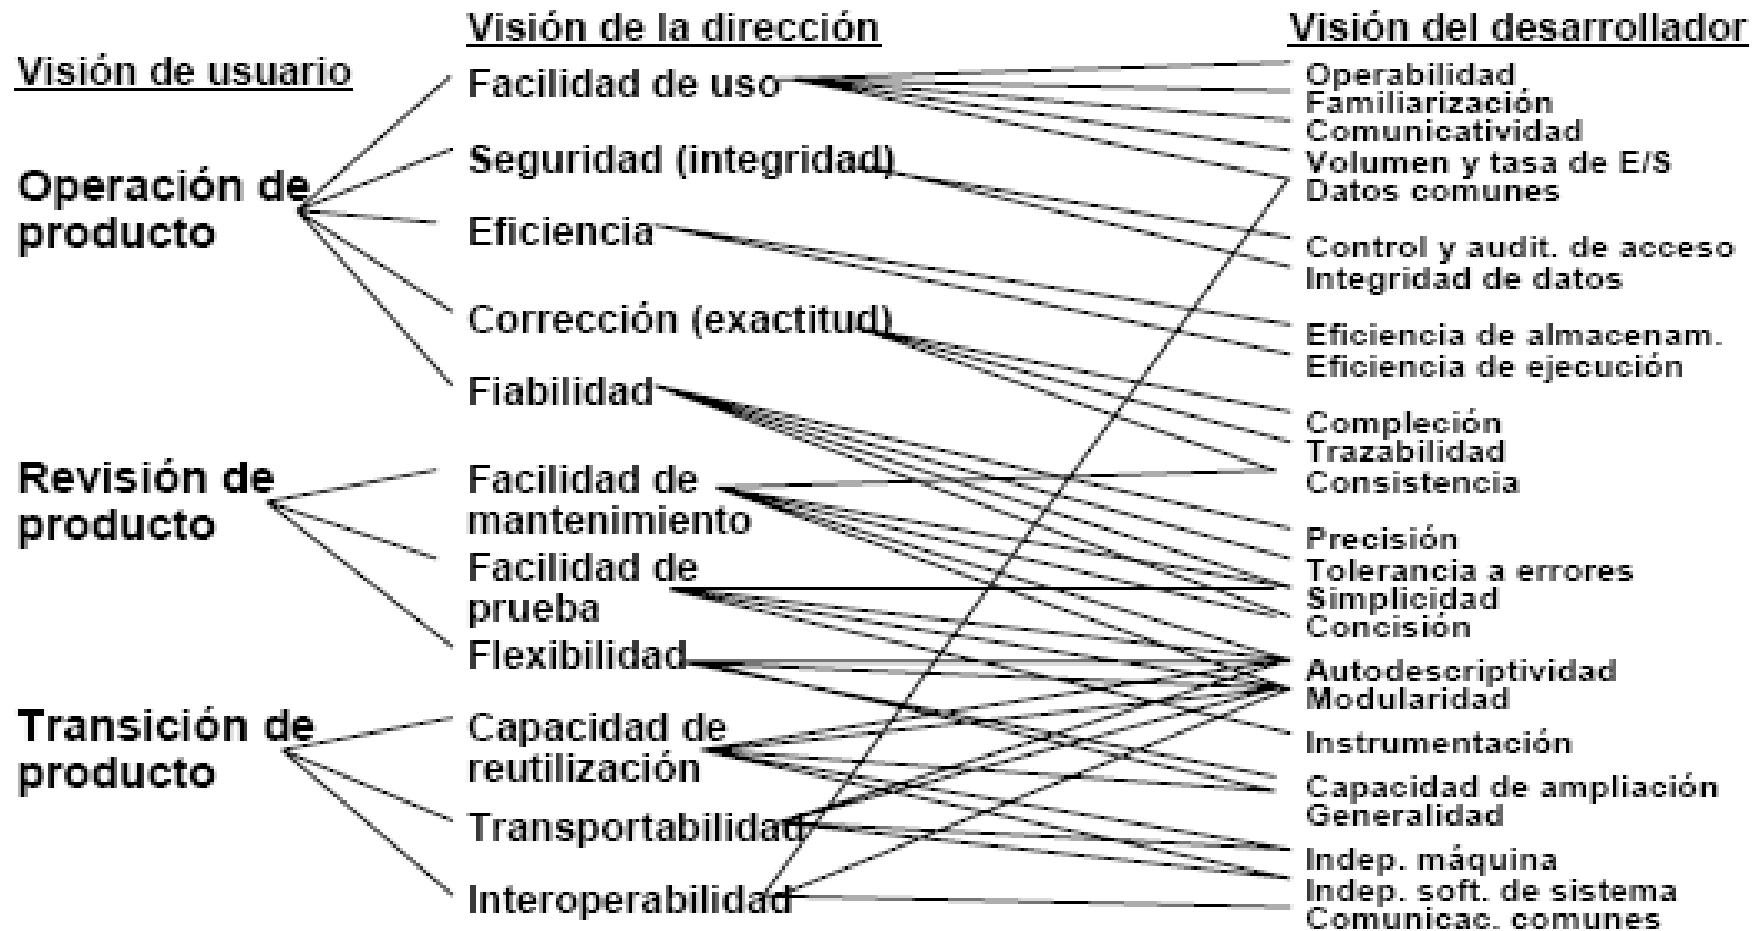 Visión de usuario
Operación de
producto
Revisión de
producto
Transición de
producto
Visión de la dirección
Facilidad de uso
Seguridad (integridad)
Eficiencia
Corrección (exactitud)
Fiabilidad
Facilidad de
mantenimiento
Facilidad de
prueba
Flexibilidad
Capacidad de
reutilización
Transportabilidad
Interoperabilidad
Visión del desarrollador
Operabilidad
Familiarización
Comunicatividad
Volumen y tasa de E/S
Datos comunes
Control y audit. de acceso
Integridad de datos
Eficiencia de almacenam.
Eficiencia de ejecución
Compleción
Trazabilidad
Consistencia
Precisión
Tolerancia a errores
Simplicidad
Concisión
Autodescriptividad
Modularidad
Instrumentación
Capacidad de ampliación
Generalidad
Indep. máquina
Indep. soft. de sistema
Comunicac. comunes